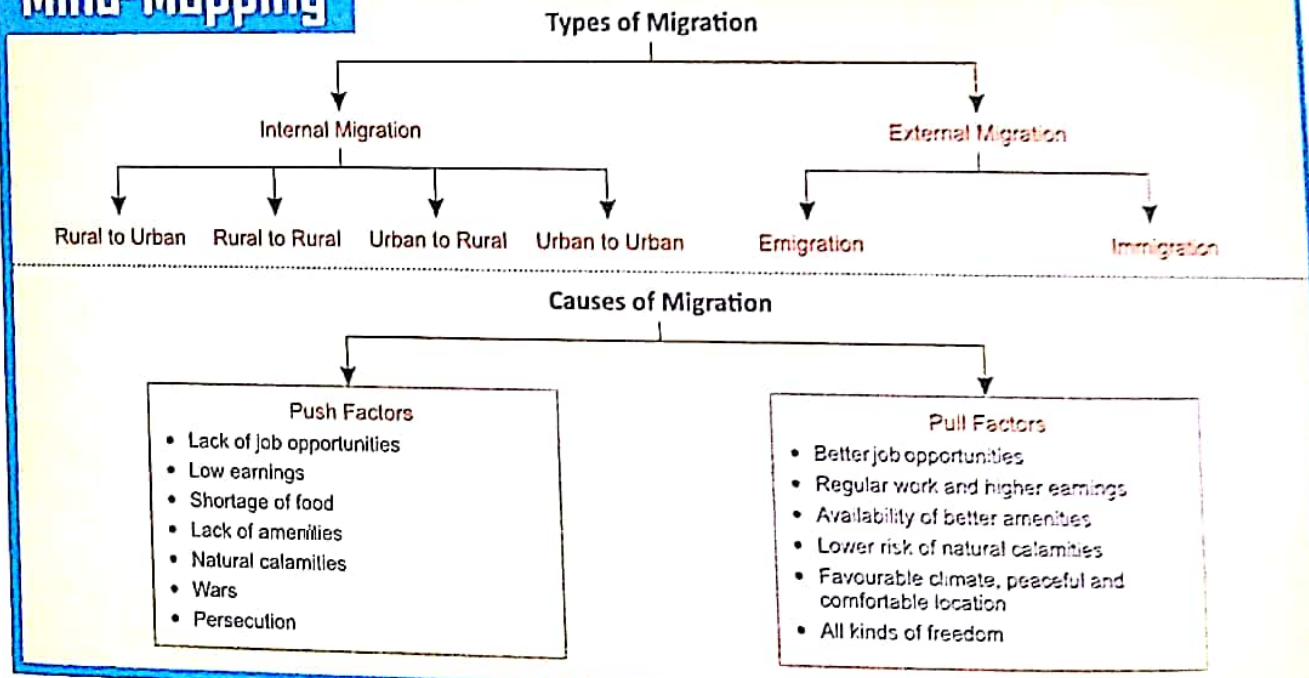 Mind-Mapping
Types of Migration
Internal Migration
External Migration
Rural to Urban
Rural to Rural
Urban to Rural
Urban to Urban
Emigration
Immigration
Causes of Migration
Push Factors
• Lack of job opportunities
• Low earnings
• Shortage of food
• Lack of amenities
• Natural calamities
• Wars
• Persecution
Pull Factors
• Better job opportunities
• Regular work and higher earnings
• Availability of better amenities
• Lower risk of natural calamities
• Favourable climate, peaceful and
comfortable location
• All kinds of freedom